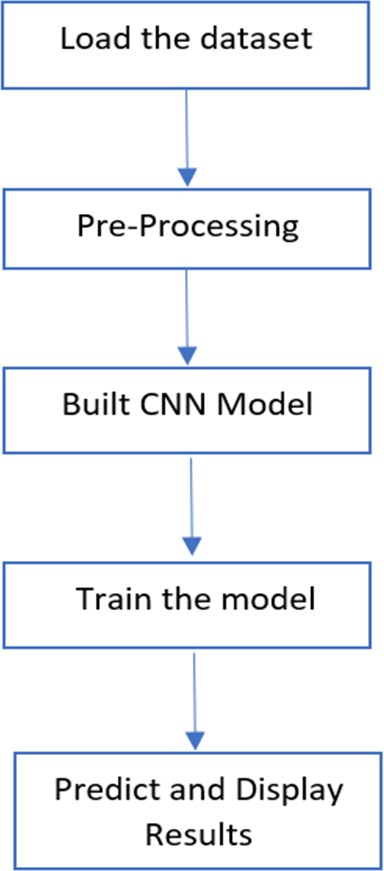 Load the dataset
Pre-Processing
Built CNN Model
Train the model
Predict and Display
Results